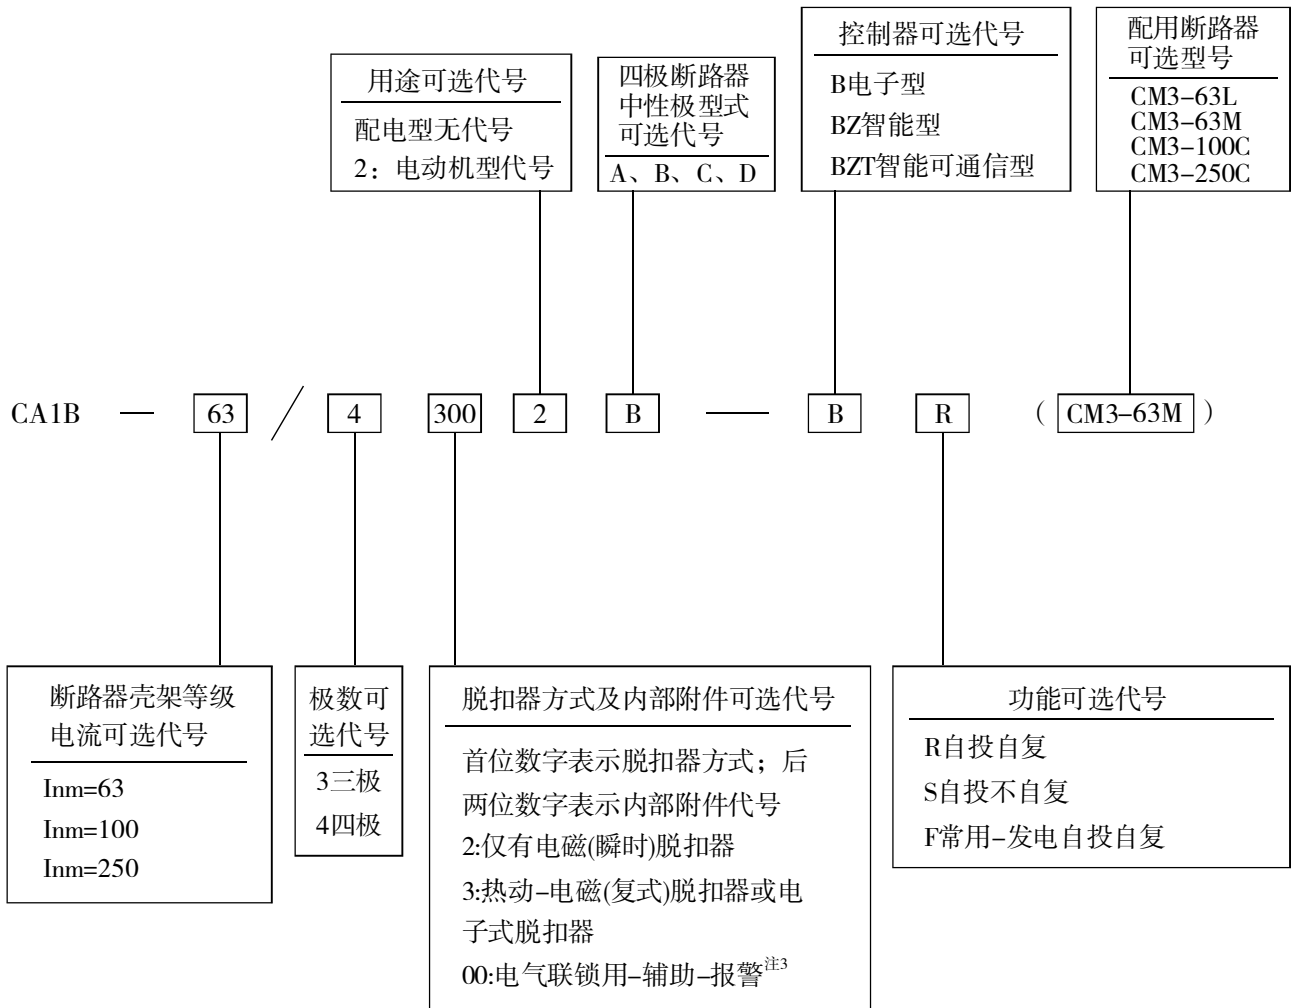 用途可选代号
配电型无代号
2：电动机型代号
四极断路器
中性极型式
可选代号
A、B、C、D
控制器可选代号
B电子型
BZ智能型
BZT智能可通信型
配用断路器
可选型号
CM3-63L
CM3-63M
CM3-100C
CM3-250C
CA1B — 63 / 4 300 2 B — B R （CM3-63M）
断路器壳架等级
电流可选代号
Inm=63
Inm=100
Inm=250
极数可
选代号
3三极
4四极
脱扣器方式及内部附件可选代号
首位数字表示脱扣器方式；后
两位数字表示内部附件代号
2:仅有电磁(瞬时)脱扣器
3:热动-电磁(复式)脱扣器或电
子式脱扣器
00:电气联锁用-辅助-报警注3
功能可选代号
R自投自复
S自投不自复
F常用-发电自投自复